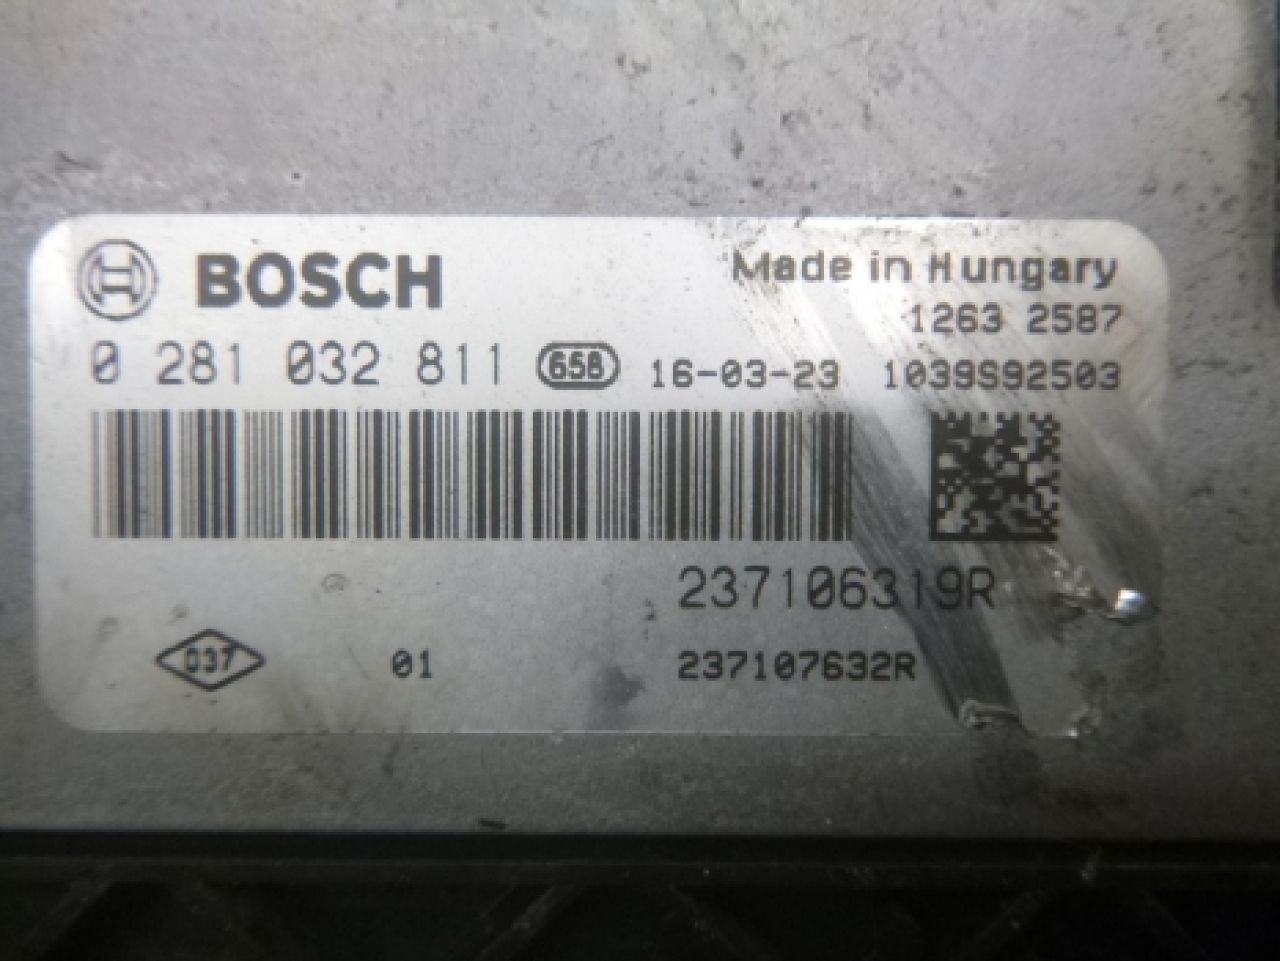 BOSCH
Made in Hungary
1263 2587
0 281 032 811 658 16-03-23 1039S92503
237106319R
037 01 237107632R